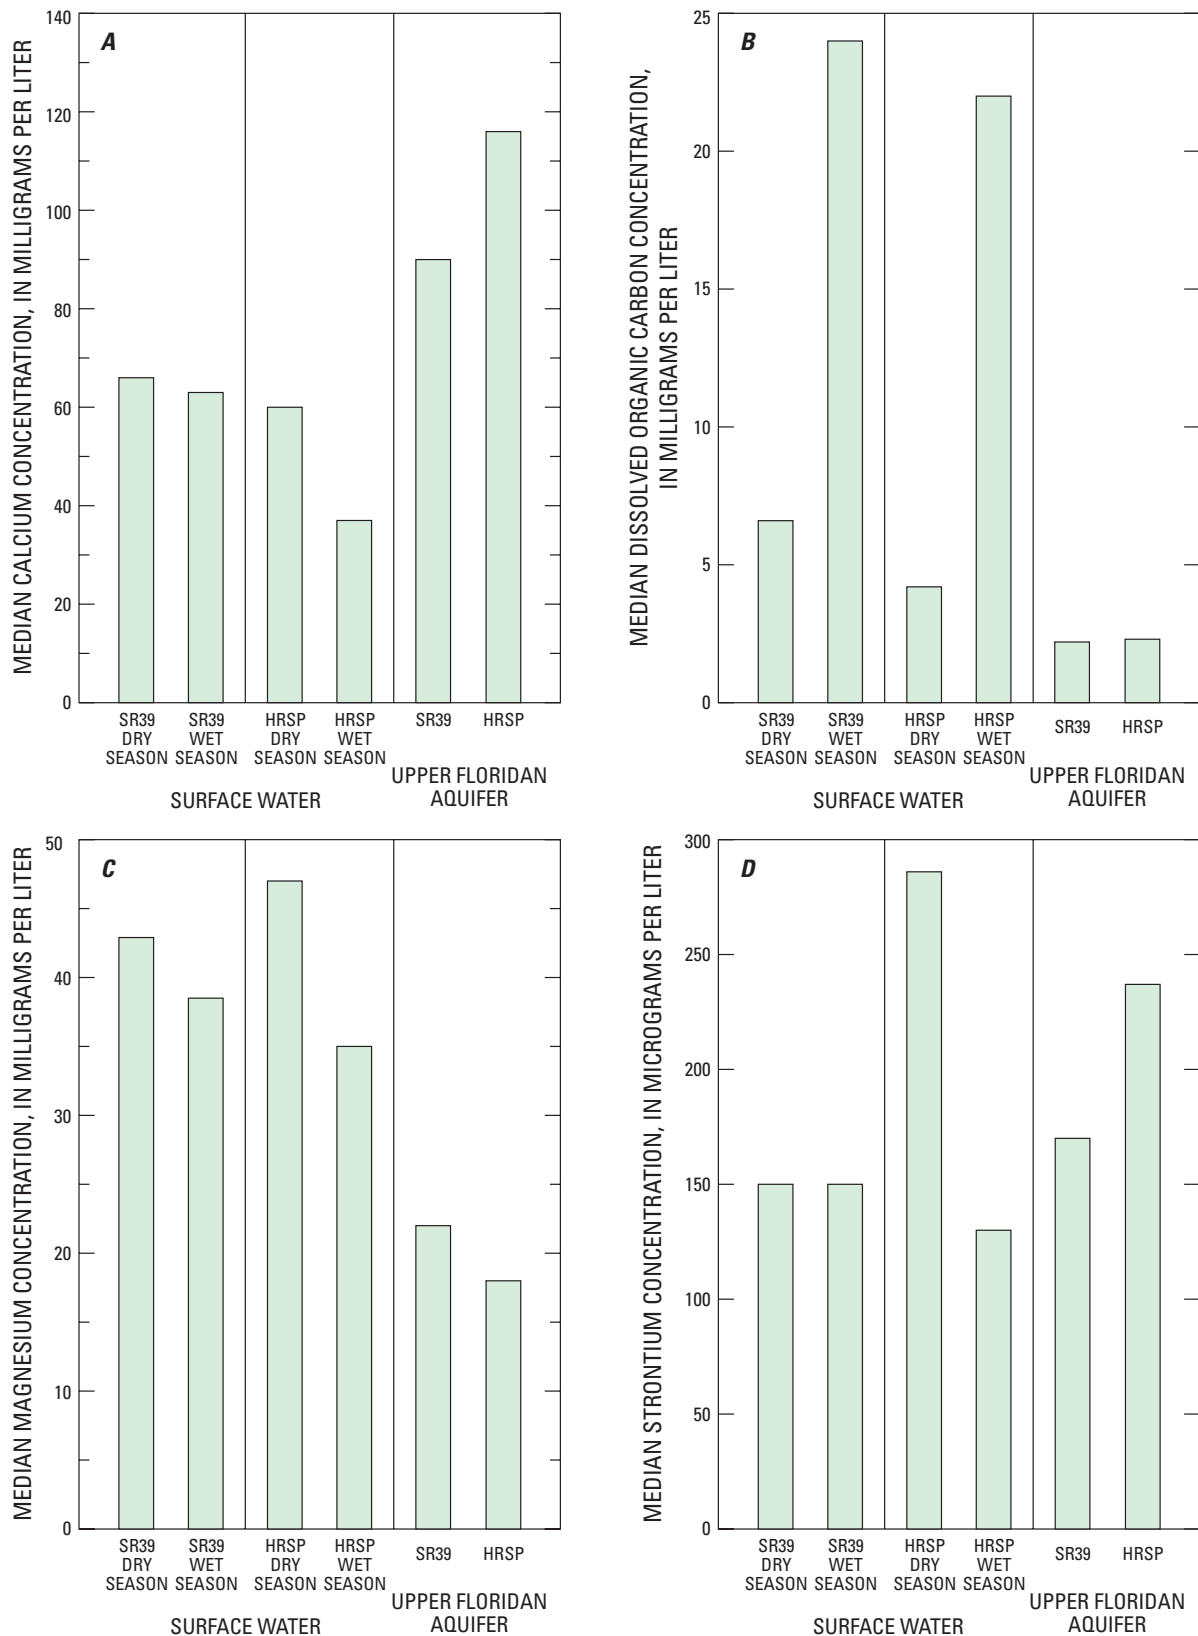 MEDIAN CALCIUM CONCENTRATION, IN MILLIGRAMS PER LITER
140
120
100
80
60
40
20
0
A
SR39 DRY SEASON
SR39 WET SEASON
HRSP DRY SEASON
HRSP WET SEASON
SR39
HRSP
SURFACE WATER
UPPER FLORIDAN
AQUIFER
MEDIAN DISSOLVED ORGANIC CARBON CONCENTRATION,
IN MILLIGRAMS PER LITER
25
20
15
10
5
0
B
SR39 DRY SEASON
SR39 WET SEASON
HRSP DRY SEASON
HRSP WET SEASON
SR39
HRSP
SURFACE WATER
UPPER FLORIDAN
AQUIFER
MEDIAN MAGNESIUM CONCENTRATION, IN MILLIGRAMS PER LITER
50
40
30
20
10
0
C
SR39 DRY SEASON
SR39 WET SEASON
HRSP DRY SEASON
HRSP WET SEASON
SR39
HRSP
SURFACE WATER
UPPER FLORIDAN
AQUIFER
MEDIAN STRONTIUM CONCENTRATION, IN MICROGRAMS PER LITER
300
250
200
150
100
50
0
D
SR39 DRY SEASON
SR39 WET SEASON
HRSP DRY SEASON
HRSP WET SEASON
SR39
HRSP
SURFACE WATER
UPPER FLORIDAN
AQUIFER